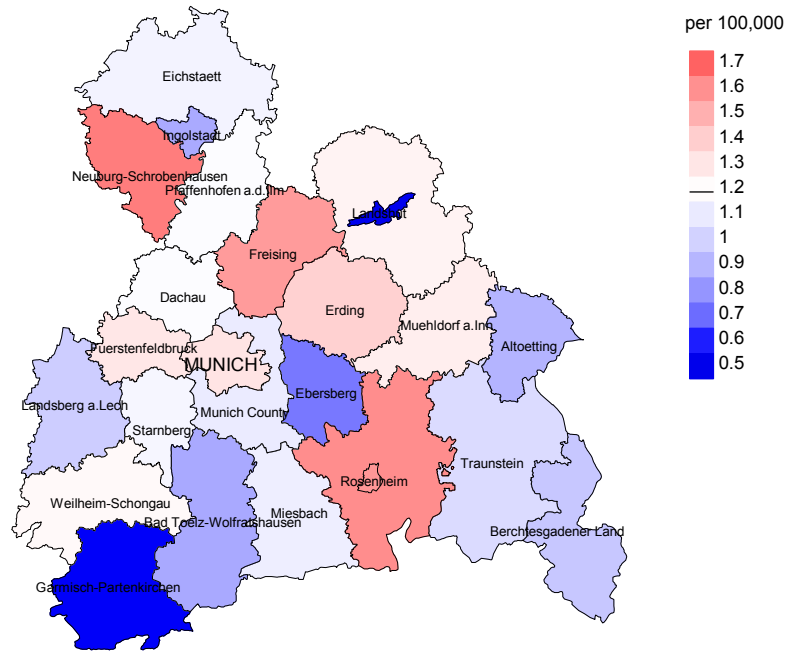 per 100,000
1.7
1.6
1.5
1.4
1.3
1.2
1.1
1
0.9
0.8
0.7
0.6
0.5
Eichstaett
Ingolstadt
Neuburg-Schrobenhausen
Pfaffenhofen a.d.Ilm
Landshut
Freising
Dachau
Erding
Muehldorf a.Inn
Fuerstenfeldbruck
Altoetting
MUNICH
Ebersberg
Landsberg a.Lech
Munich County
Starnberg
Traunstein
Rosenheim
Weilheim-Schongau
Miesbach
Bad Toelz-Wolfratshausen
Berchtesgadener Land
Garmisch-Partenkirchen